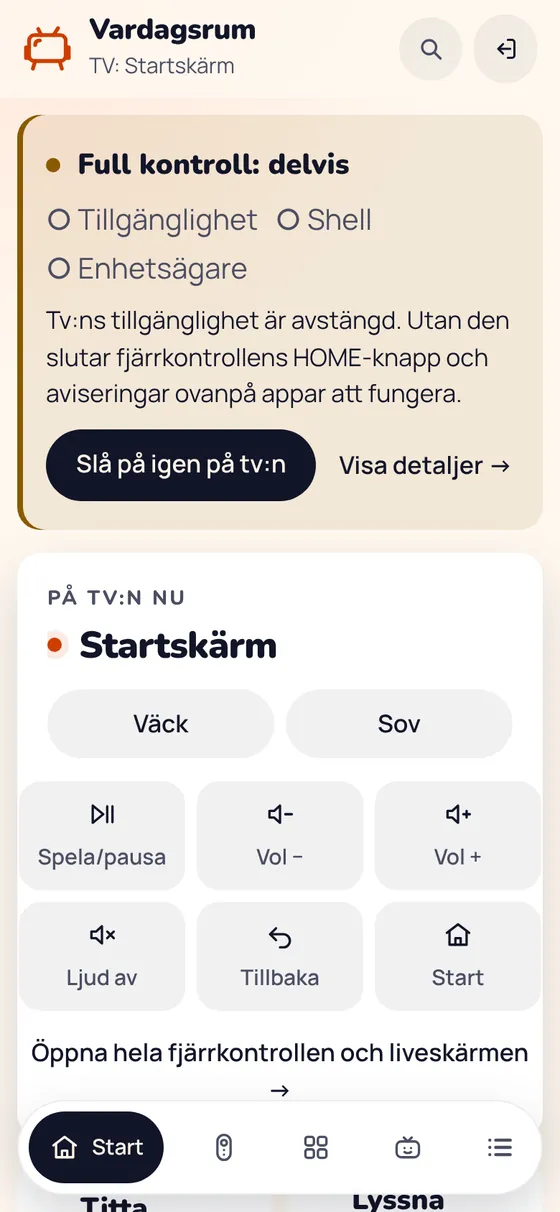 Vardagsrum
TV: Startskärm
Full kontroll: delvis
Tillgänglighet
Shell
Enhetsägare
Tv:ns tillgänglighet är avstängd. Utan den
slutar fjärrkontrollens HOME-knapp och
aviseringar ovanpå appar att fungera.
Slå på igen på tv:n
Visa detaljer →
PÅ TV:N NU
Startskärm
Väck
Sov
Spela/pausa
Vol −
Vol +
Ljud av
Tillbaka
Start
Öppna hela fjärrkontrollen och liveskärmen
→
Start
Titta
Lyssna